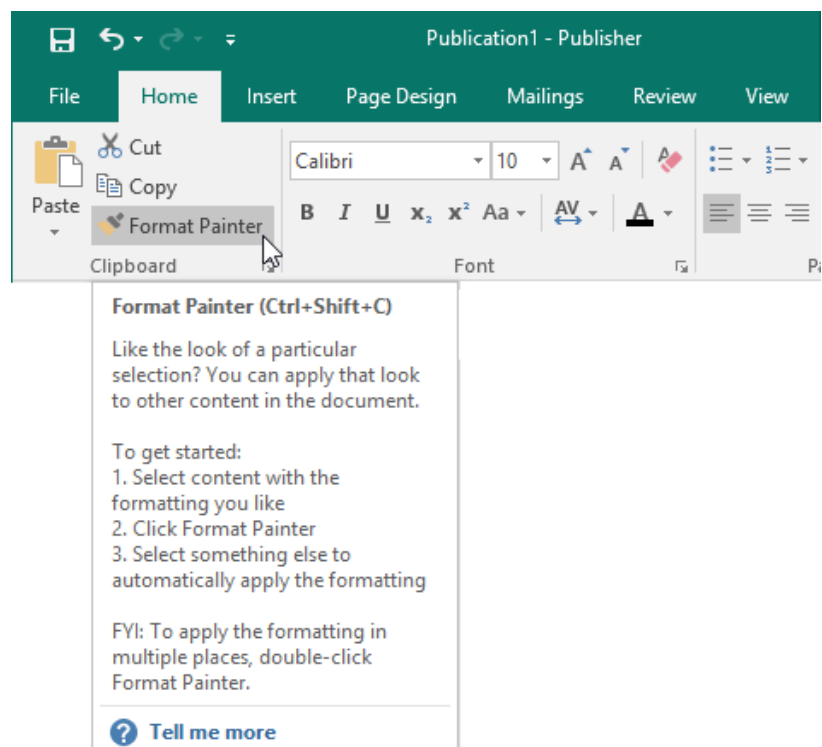 Publication1 - Publisher
File Home Insert Page Design Mailings Review View
Paste
Cut
Copy
Format Painter
Calibri 10 A A A
B I U x₂ x² Aa AV A
Clipboard Font Pa
Format Painter (Ctrl+Shift+C)
Like the look of a particular
selection? You can apply that look
to other content in the document.
To get started:
1. Select content with the
formatting you like
2. Click Format Painter
3. Select something else to
automatically apply the formatting
FYI: To apply the formatting in
multiple places, double-click
Format Painter.
? Tell me more